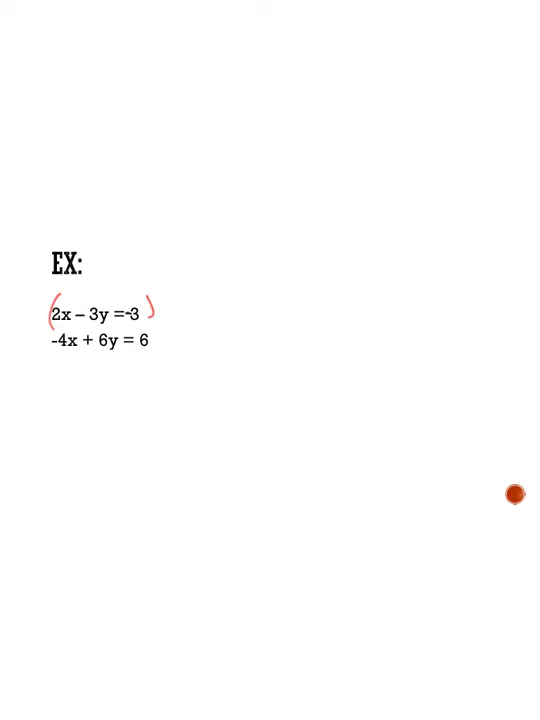 EX:
(2x – 3y =-3)
-4x + 6y = 6